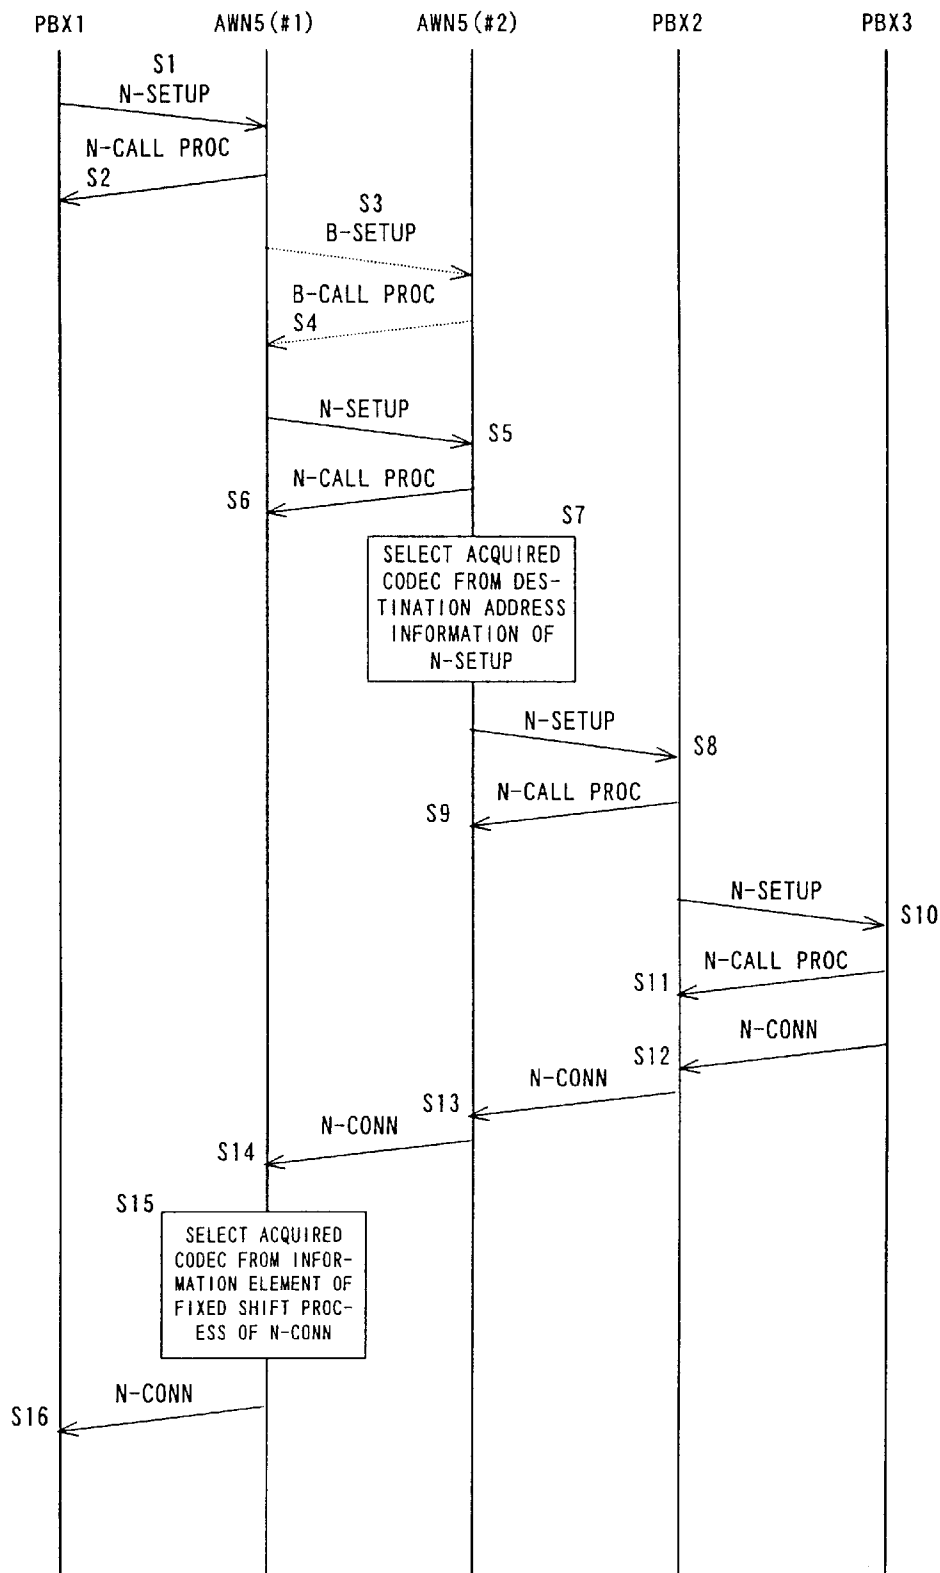 PBX1 AWN5(#1) AWN5(#2) PBX2 PBX3
S1
N-SETUP
N-CALL PROC
S2
S3
B-SETUP
B-CALL PROC
S4
N-SETUP
S5
N-CALL PROC
S6
S7
SELECT ACQUIRED
CODEC FROM DES-
TINATION ADDRESS
INFORMATION OF
N-SETUP
N-SETUP
S8
N-CALL PROC
S9
N-SETUP
S10
N-CALL PROC
S11
N-CONN
S12
N-CONN
S13
N-CONN
S14
S15
SELECT ACQUIRED
CODEC FROM INFOR-
MATION ELEMENT OF
FIXED SHIFT PROC-
ESS OF N-CONN
N-CONN
S16